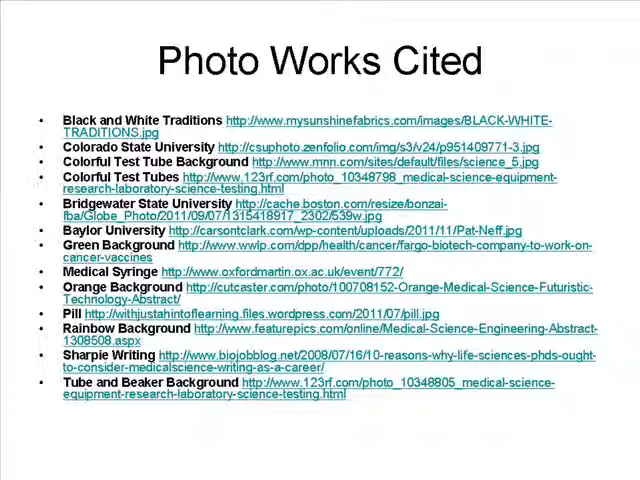 Photo Works Cited
• Black and White Traditions http://www.mysunshinefabrics.com/images/BLACK-WHITE-
TRADITIONS.jpg
• Colorado State University http://csuphoto.zenfolio.com/img/s3/v24/p951409771-3.jpg
• Colorful Test Tube Background http://www.mnn.com/sites/default/files/science_5.jpg
• Colorful Test Tubes http://www.123rf.com/photo_10348798_medical-science-equipment-
research-laboratory-science-testing.html
• Bridgewater State University http://cache.boston.com/resize/bonzai-
fba/Globe_Photo/2011/09/07/1315418917_2302/539w.jpg
• Baylor University http://carsontclark.com/wp-content/uploads/2011/11/Pat-Neff.jpg
• Green Background http://www.wwlp.com/dpp/health/cancer/fargo-biotech-company-to-work-on-
cancer-vaccines
• Medical Syringe http://www.oxfordmartin.ox.ac.uk/event/772/
• Orange Background http://cutcaster.com/photo/100708152-Orange-Medical-Science-Futuristic-
Technology-Abstract/
• Pill http://withjustahintoflearning.files.wordpress.com/2011/07/pill.jpg
• Rainbow Background http://www.featurepics.com/online/Medical-Science-Engineering-Abstract-
1308508.aspx
• Sharpie Writing http://www.biojobblog.net/2008/07/16/10-reasons-why-life-sciences-phds-ought-
to-consider-medicalscience-writing-as-a-career/
• Tube and Beaker Background http://www.123rf.com/photo_10348805_medical-science-
equipment-research-laboratory-science-testing.html